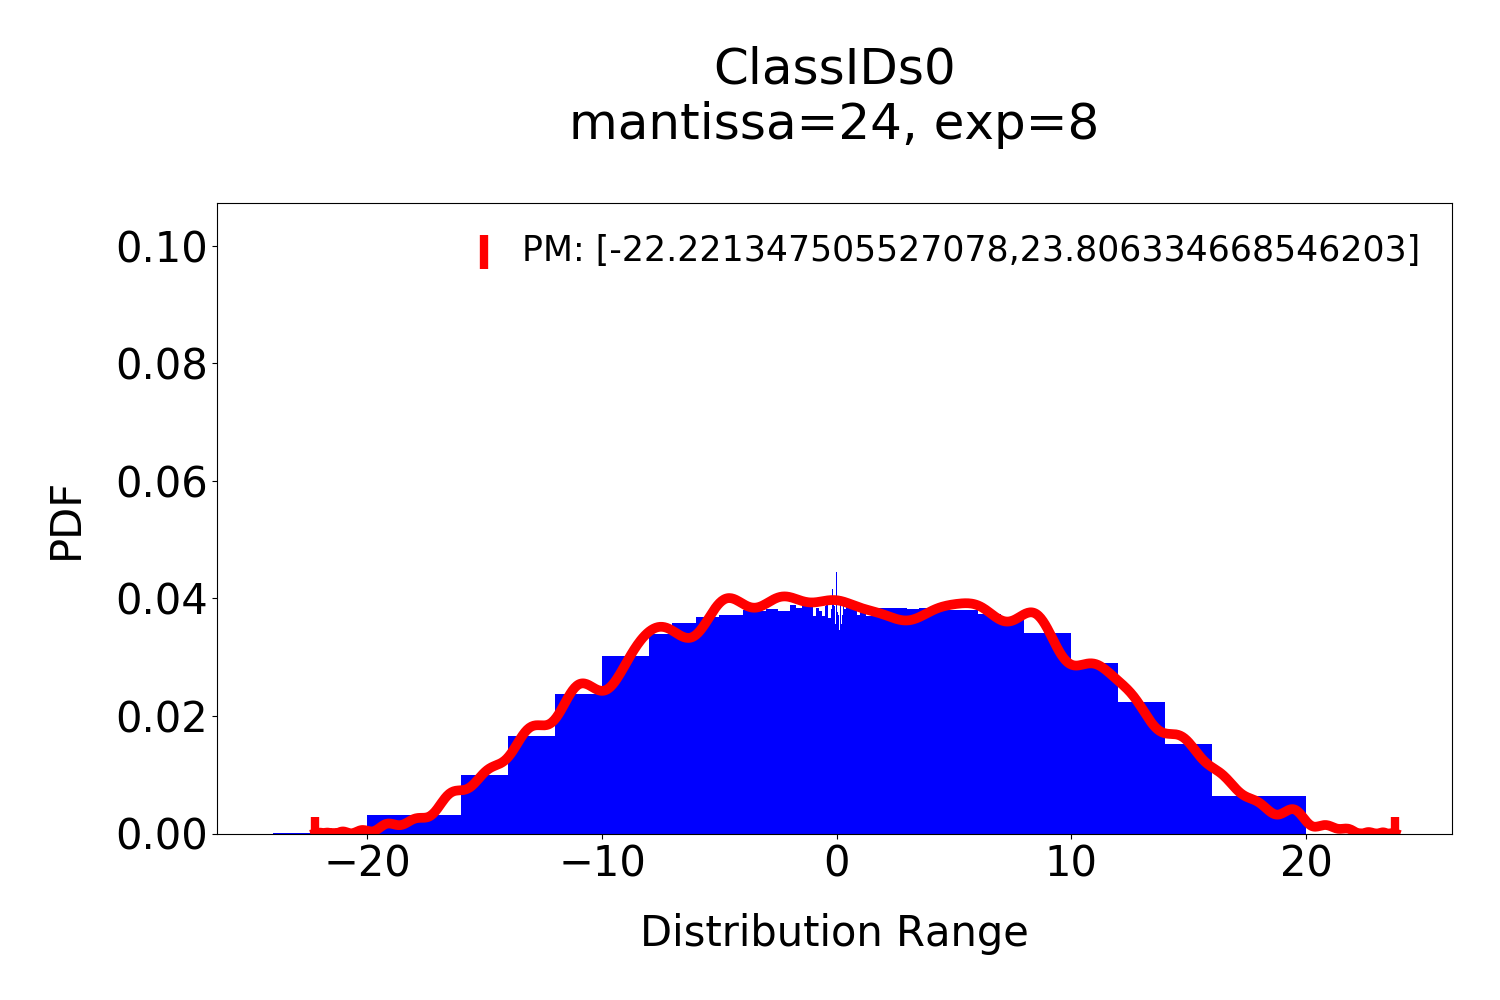 ClassIDs0
mantissa=24, exp=8
PM: [-22.221347505527078,23.806334668546203]
0.10
0.08
0.06
0.04
0.02
0.00
PDF
−20
−10
0
10
20
Distribution Range